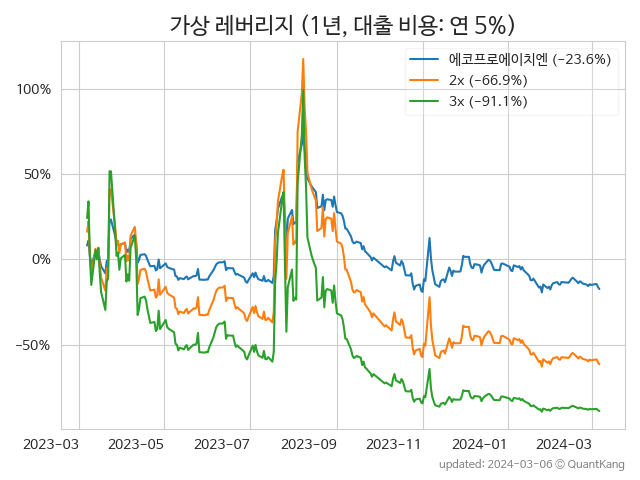 가상 레버리지 (1년, 대출 비용: 연 5%)
에코프로에이치엔 (−23.6%)
2x (−66.9%)
3x (−91.1%)
100%
50%
0%
−50%
2023-03 2023-05 2023-07 2023-09 2023-11 2024-01 2024-03
updated: 2024-03-06 © QuantKang